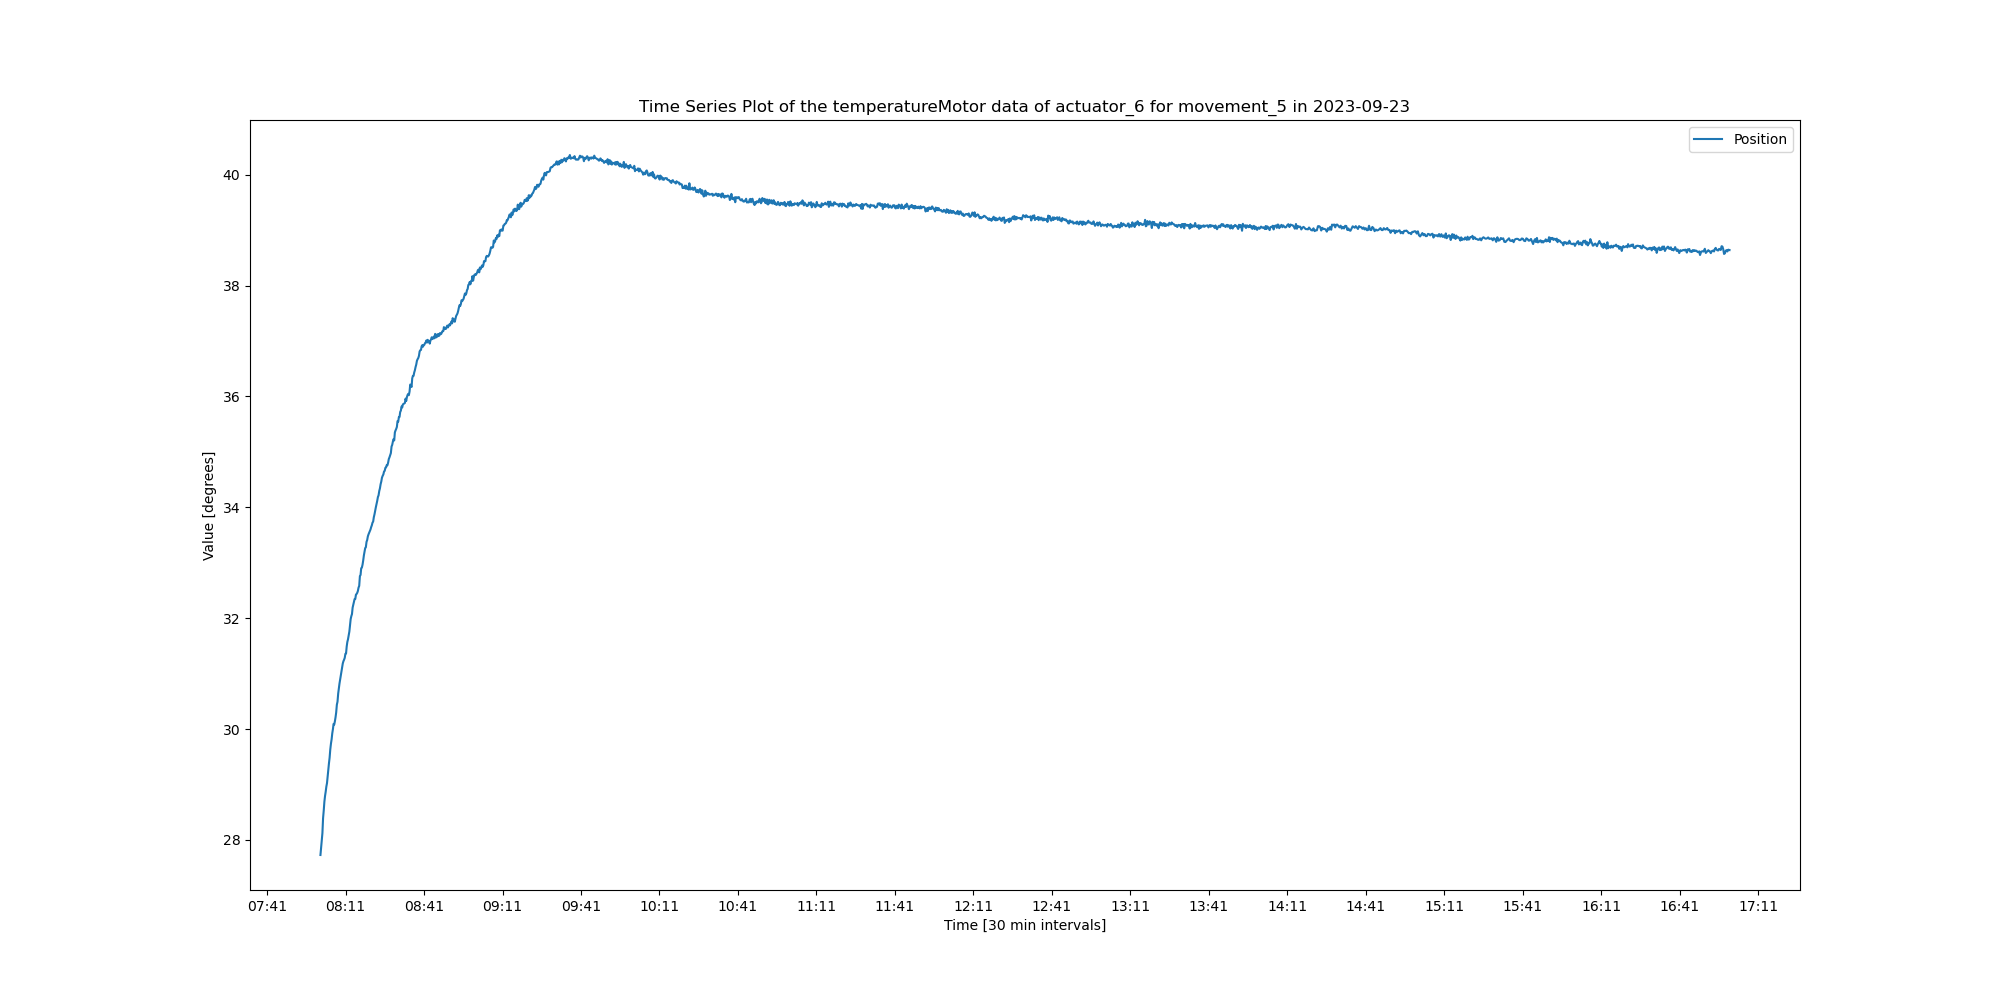 Time Series Plot of the temperatureMotor data of actuator_6 for movement_5 in 2023-09-23
Position
40
38
36
34
32
30
28
Value [degrees]
07:41 08:11 08:41 09:11 09:41 10:11 10:41 11:11 11:41 12:11 12:41 13:11 13:41 14:11 14:41 15:11 15:41 16:11 16:41 17:11
Time [30 min intervals]